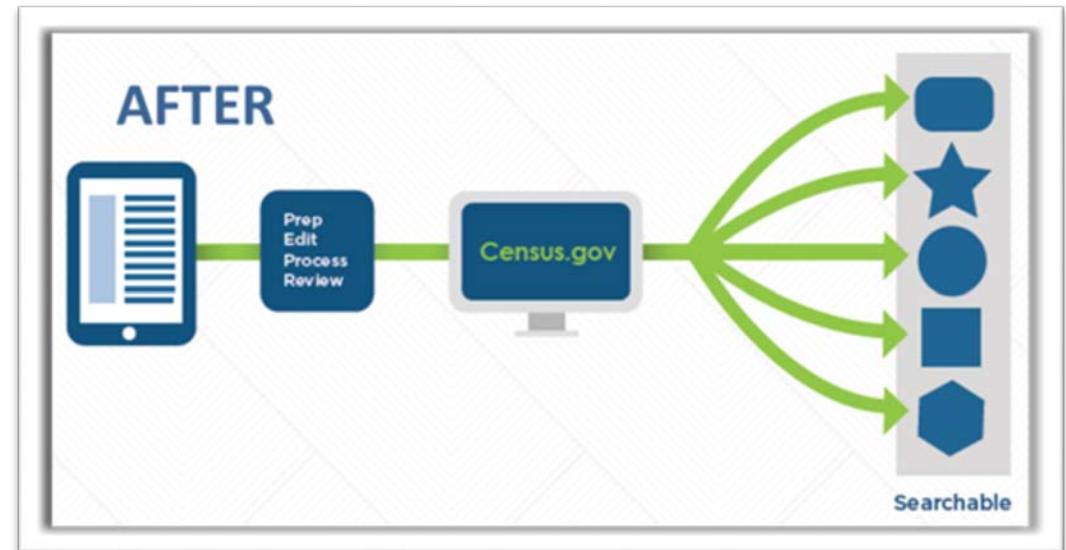 AFTER
Prep
Edit
Process
Review
Census.gov
Searchable